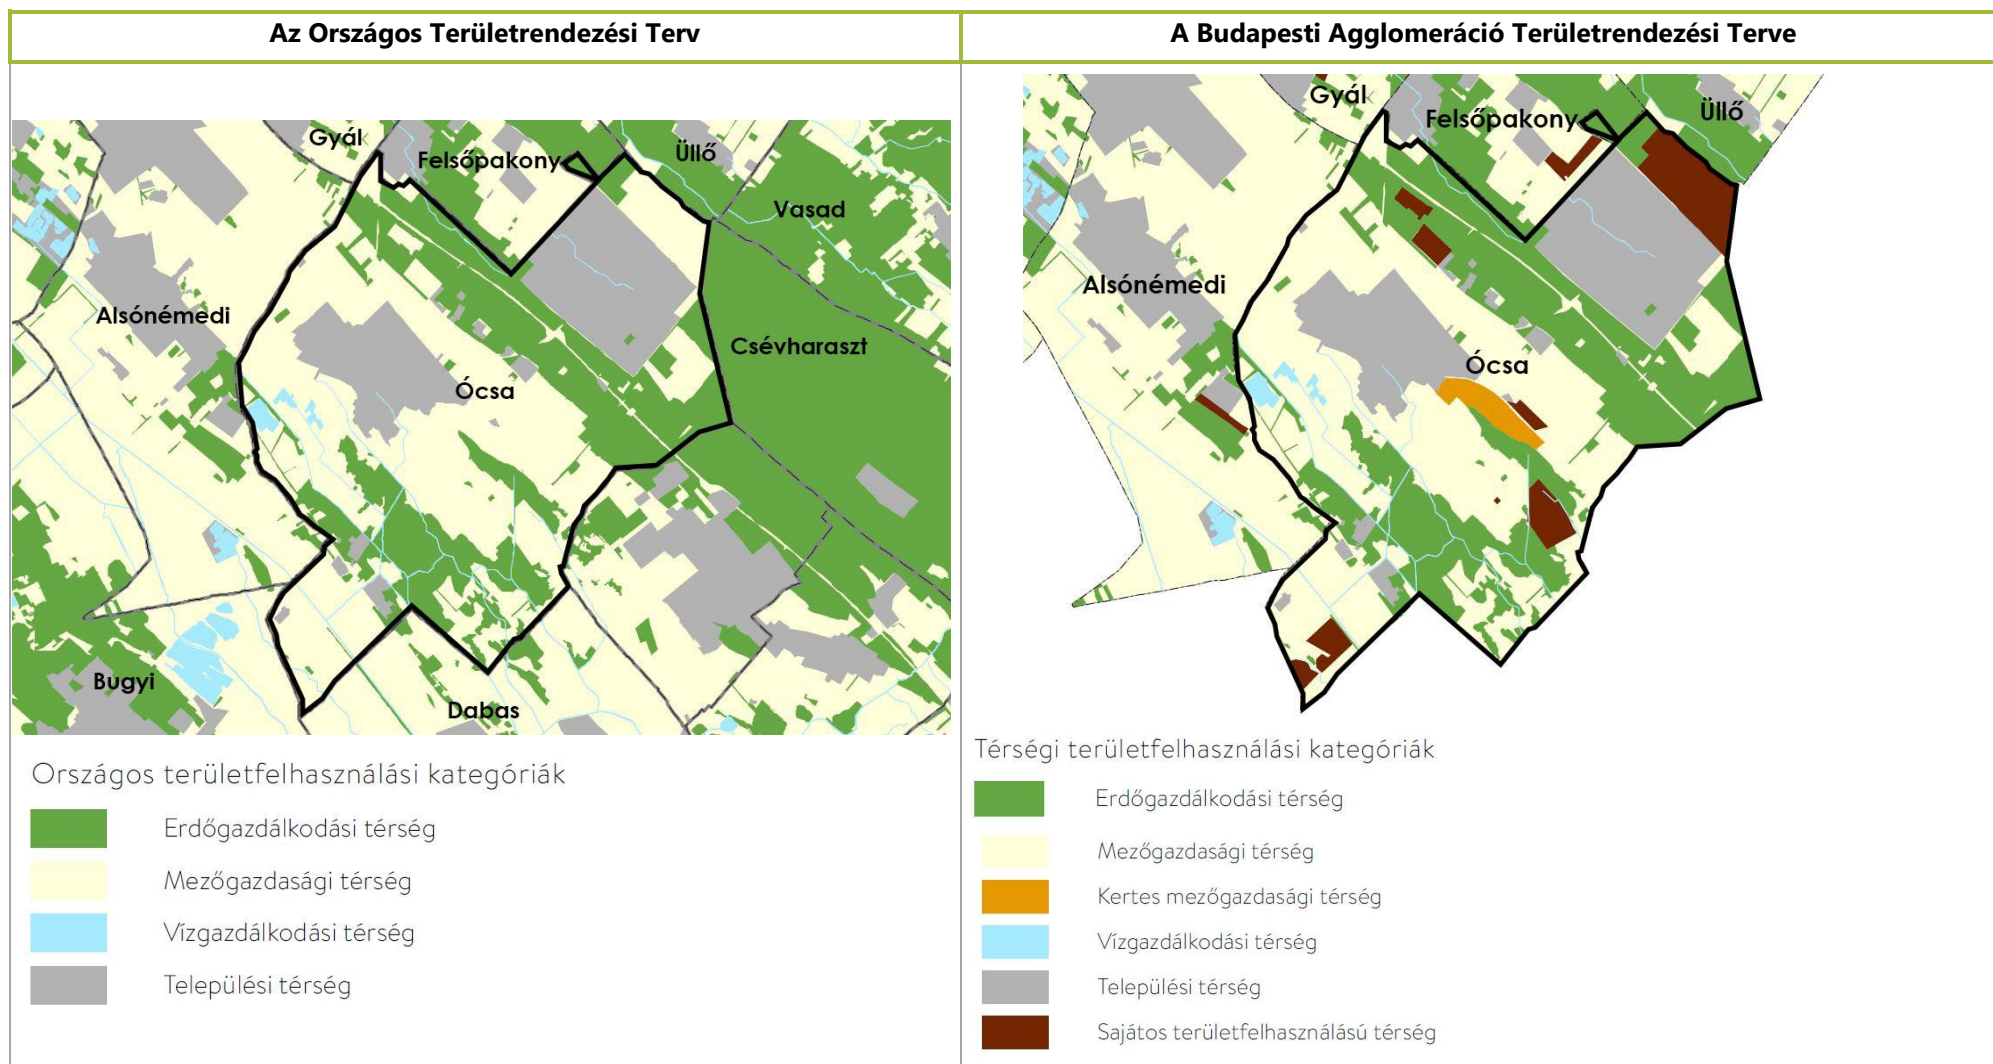 Az Országos Területrendezési Terv
Gyál
Felsőpakony
Üllő
Vasad
Alsónémedi
Csévharaszt
Ócsa
Bugyi
Dabas
Országos területfelhasználási kategóriák
Erdőgazdálkodási térség
Mezőgazdasági térség
Vízgazdálkodási térség
Települési térség
A Budapesti Agglomeráció Területrendezési Terve
Gyál
Felsőpakony
Üllő
Alsónémedi
Ócsa
Térségi területfelhasználási kategóriák
Erdőgazdálkodási térség
Mezőgazdasági térség
Kertes mezőgazdasági térség
Vízgazdálkodási térség
Települési térség
Sajátos területfelhasználású térség